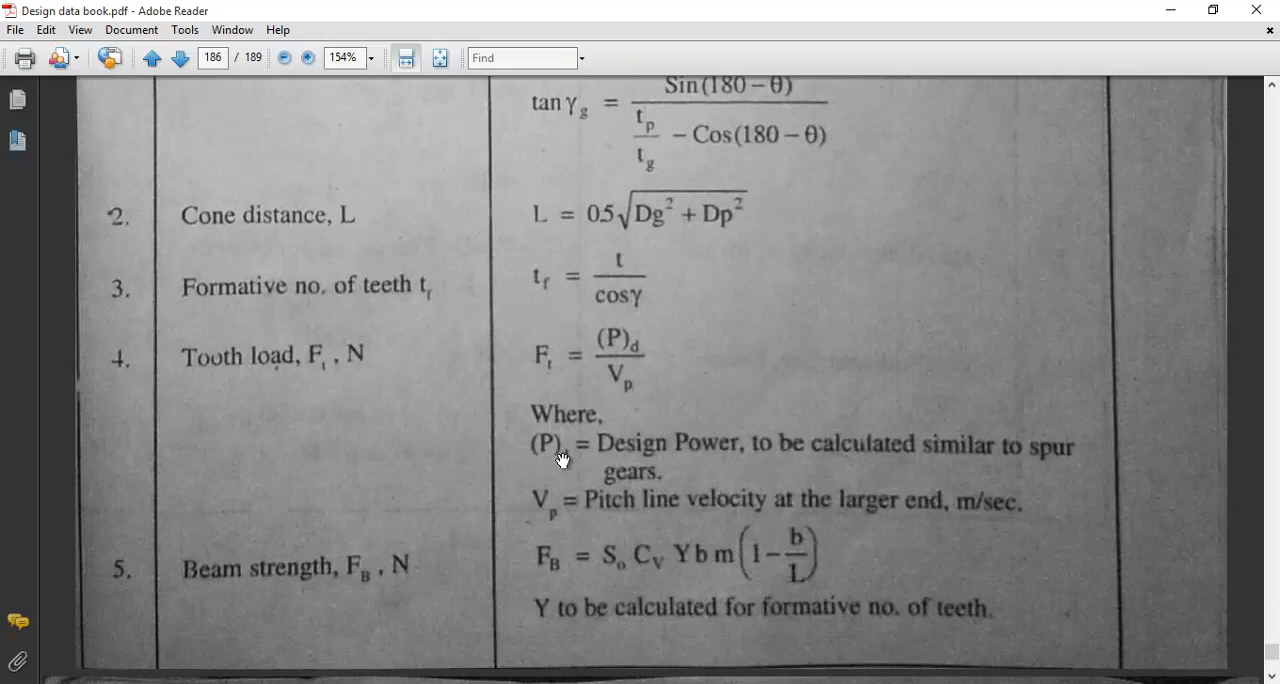 Design data book.pdf - Adobe Reader
File Edit View Document Tools Window Help
186 / 189 154% Find
Sin(180 – θ)
tan γg = 
tp
– Cos(180 – θ)
tg
2. Cone distance, L L = 05√Dg² + Dp²
3. Formative no. of teeth tf tf = t / cosγ
4. Tooth load, Ft , N Ft = (P)d / Vp
Where,
(P) = Design Power, to be calculated similar to spur
gears.
Vp = Pitch line velocity at the larger end, m/sec.
5. Beam strength, FB , N FB = So CV Y b m(1 – b/L)
Y to be calculated for formative no. of teeth.